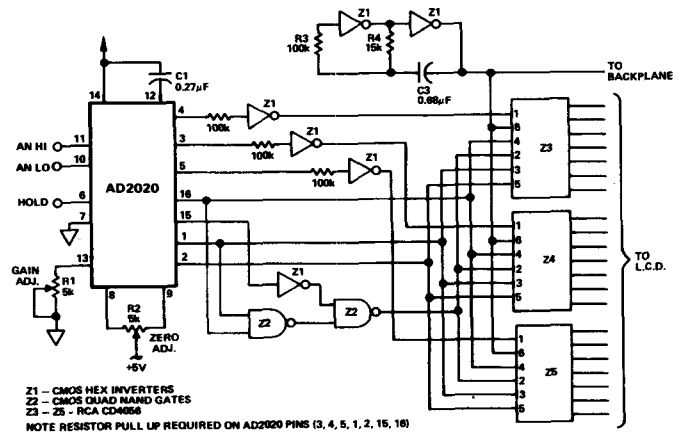 R3
100k
Z1
R4
15k
Z1
C3
0.68µF
TO
BACKPLANE
C1
0.27µF
14
12
4
100k
Z1
1
6
4
2
3
5
Z3
AN HI
11
3
100k
Z1
AN LO
10
5
100k
Z1
AD2020
HOLD
6
16
7
15
1
2
1
6
4
2
3
5
Z4
TO
L.C.D.
GAIN
ADJ.
13
R1
5k
8
9
R2
5k
ZERO
ADJ.
+5V
Z1
Z2
Z2
1
6
4
2
3
5
Z5
Z1 – CMOS HEX INVERTERS
Z2 – CMOS QUAD NAND GATES
Z3 – Z5 - RCA CD4056
NOTE RESISTOR PULL UP REQUIRED ON AD2020 PINS (3, 4, 5, 1, 2, 15, 16)